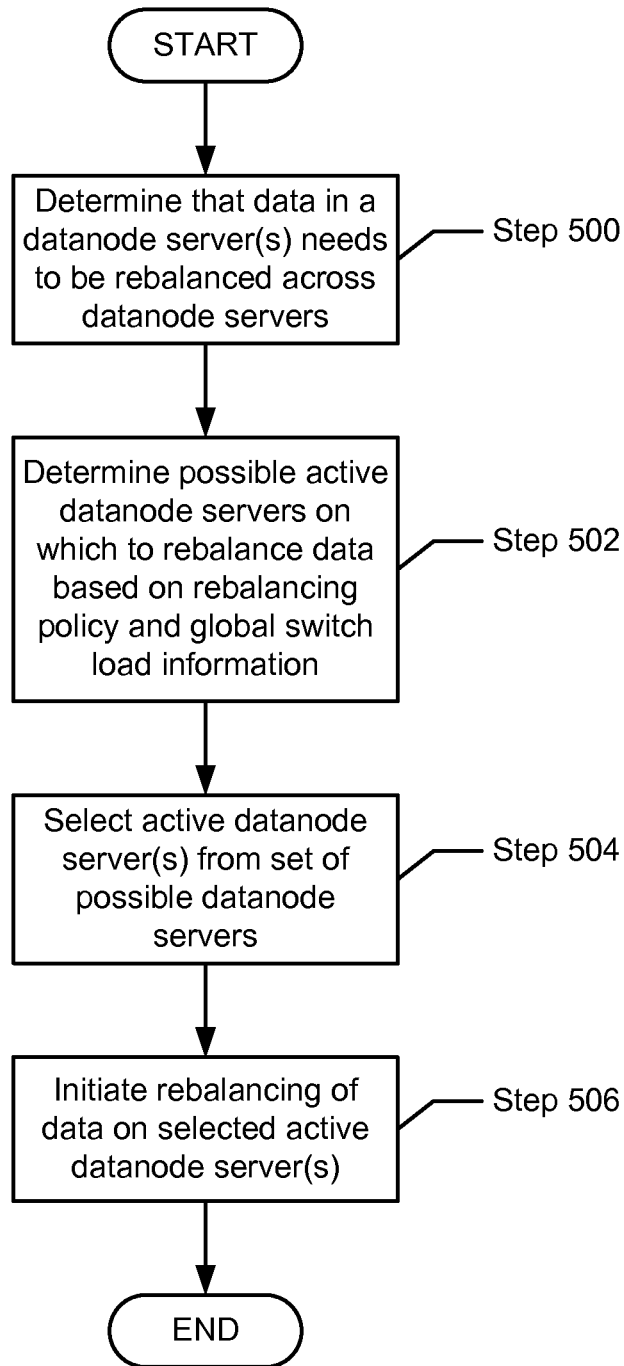 START
Determine that data in a
datanode server(s) needs
to be rebalanced across
datanode servers
Step 500
Determine possible active
datanode servers on
which to rebalance data
based on rebalancing
policy and global switch
load information
Step 502
Select active datanode
server(s) from set of
possible datanode
servers
Step 504
Initiate rebalancing of
data on selected active
datanode server(s)
Step 506
END